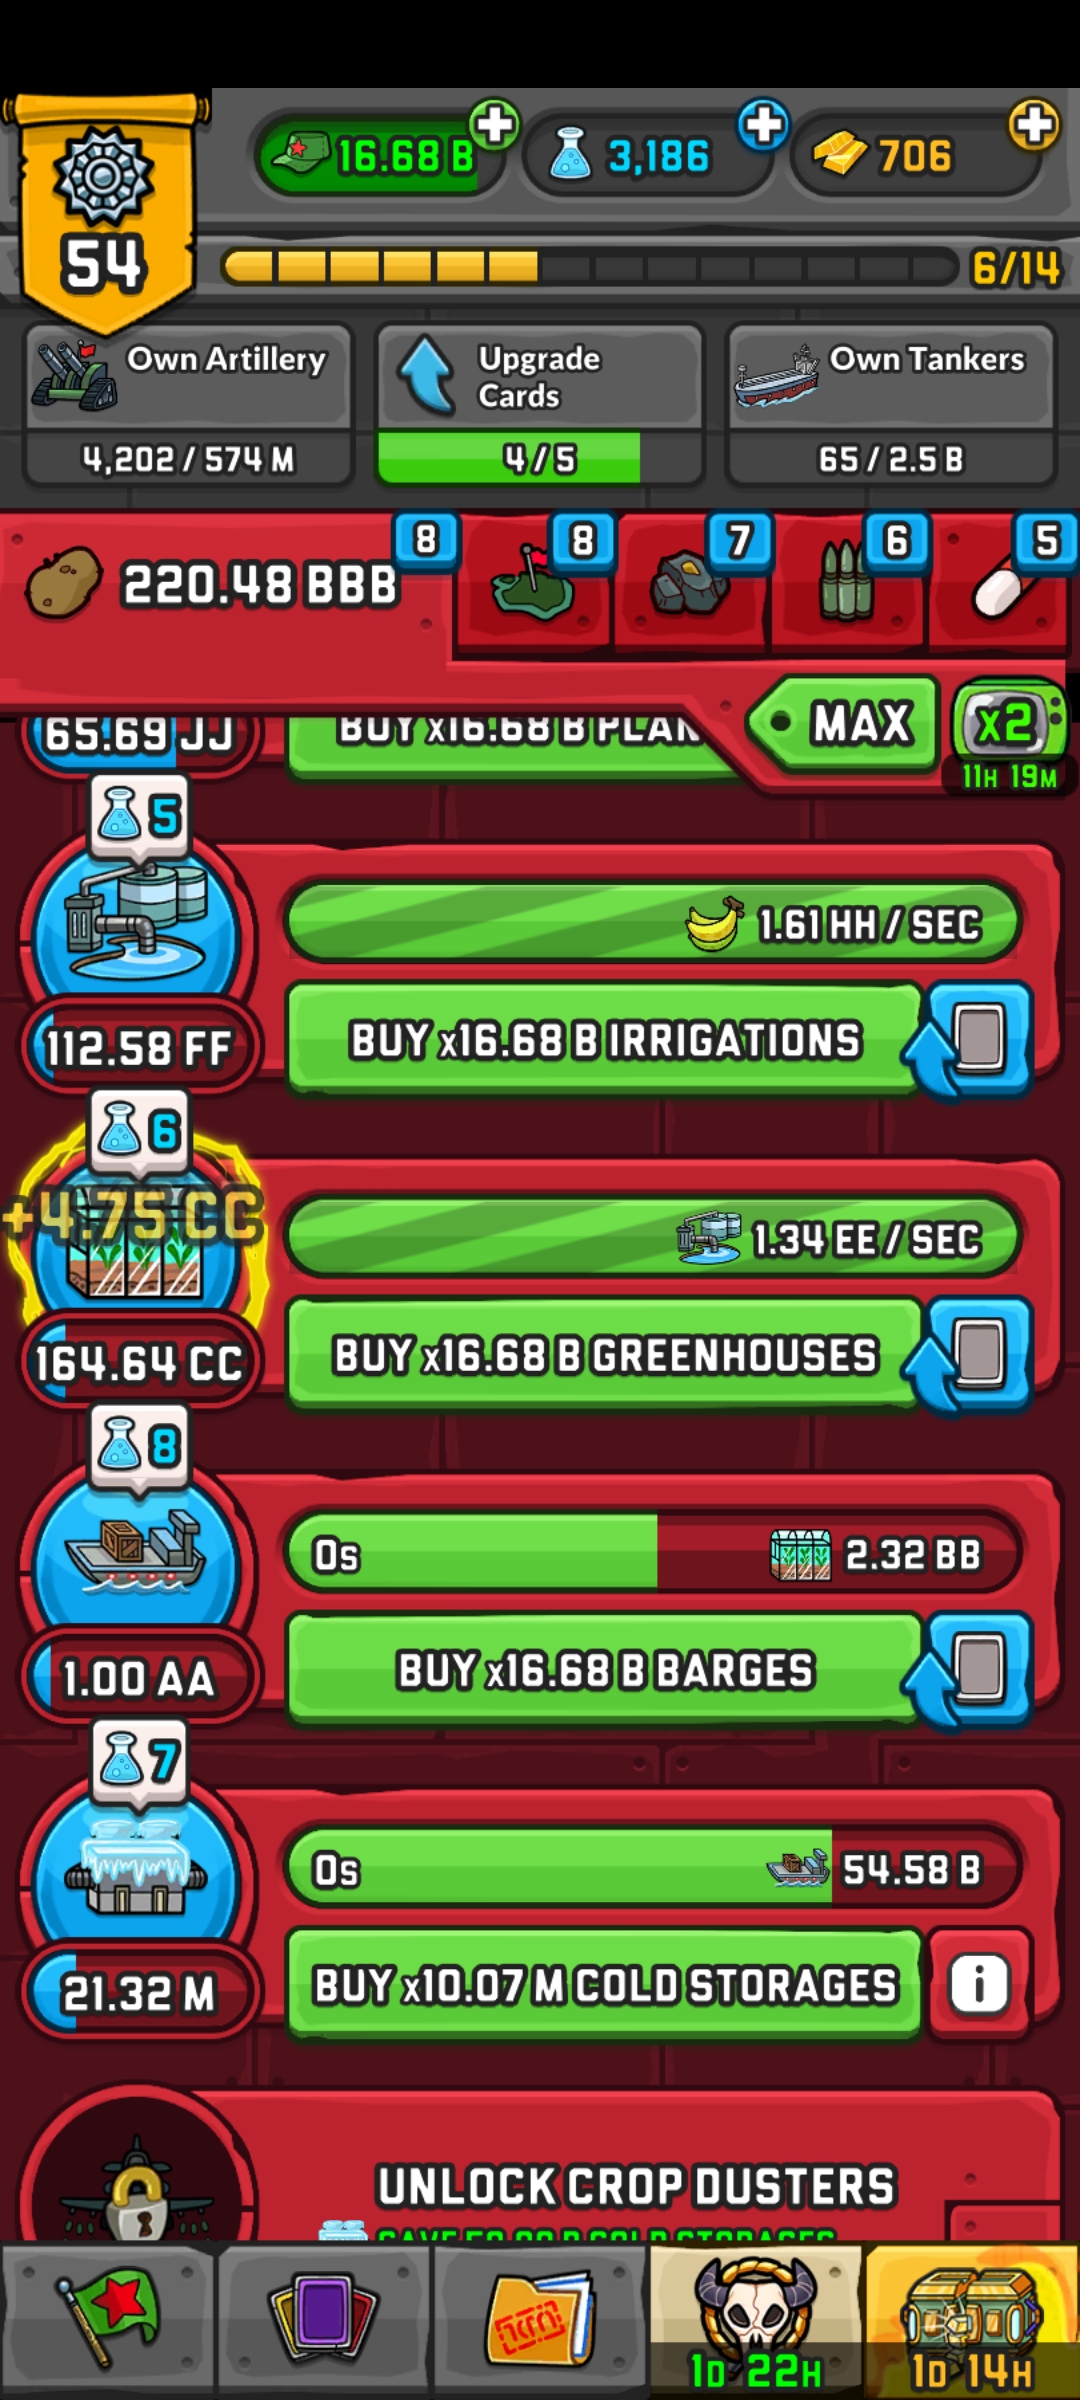 16.68 B
3,186
706
54
6/14
Own Artillery
4,202 / 574 M
Upgrade
Cards
4 / 5
Own Tankers
65 / 2.5 B
220.48 BBB
8
8
7
6
5
MAX
x2
11H 19M
65.69 JJ
BUY x16.68 B PLAN
5
1.61 HH / SEC
112.58 FF
BUY x16.68 B IRRIGATIONS
6
+4.75 CC
1.34 EE / SEC
164.64 CC
BUY x16.68 B GREENHOUSES
8
0s
2.32 BB
1.00 AA
BUY x16.68 B BARGES
7
0s
54.58 B
21.32 M
BUY x10.07 M COLD STORAGES
i
UNLOCK CROP DUSTERS
1D 22H
1D 14H